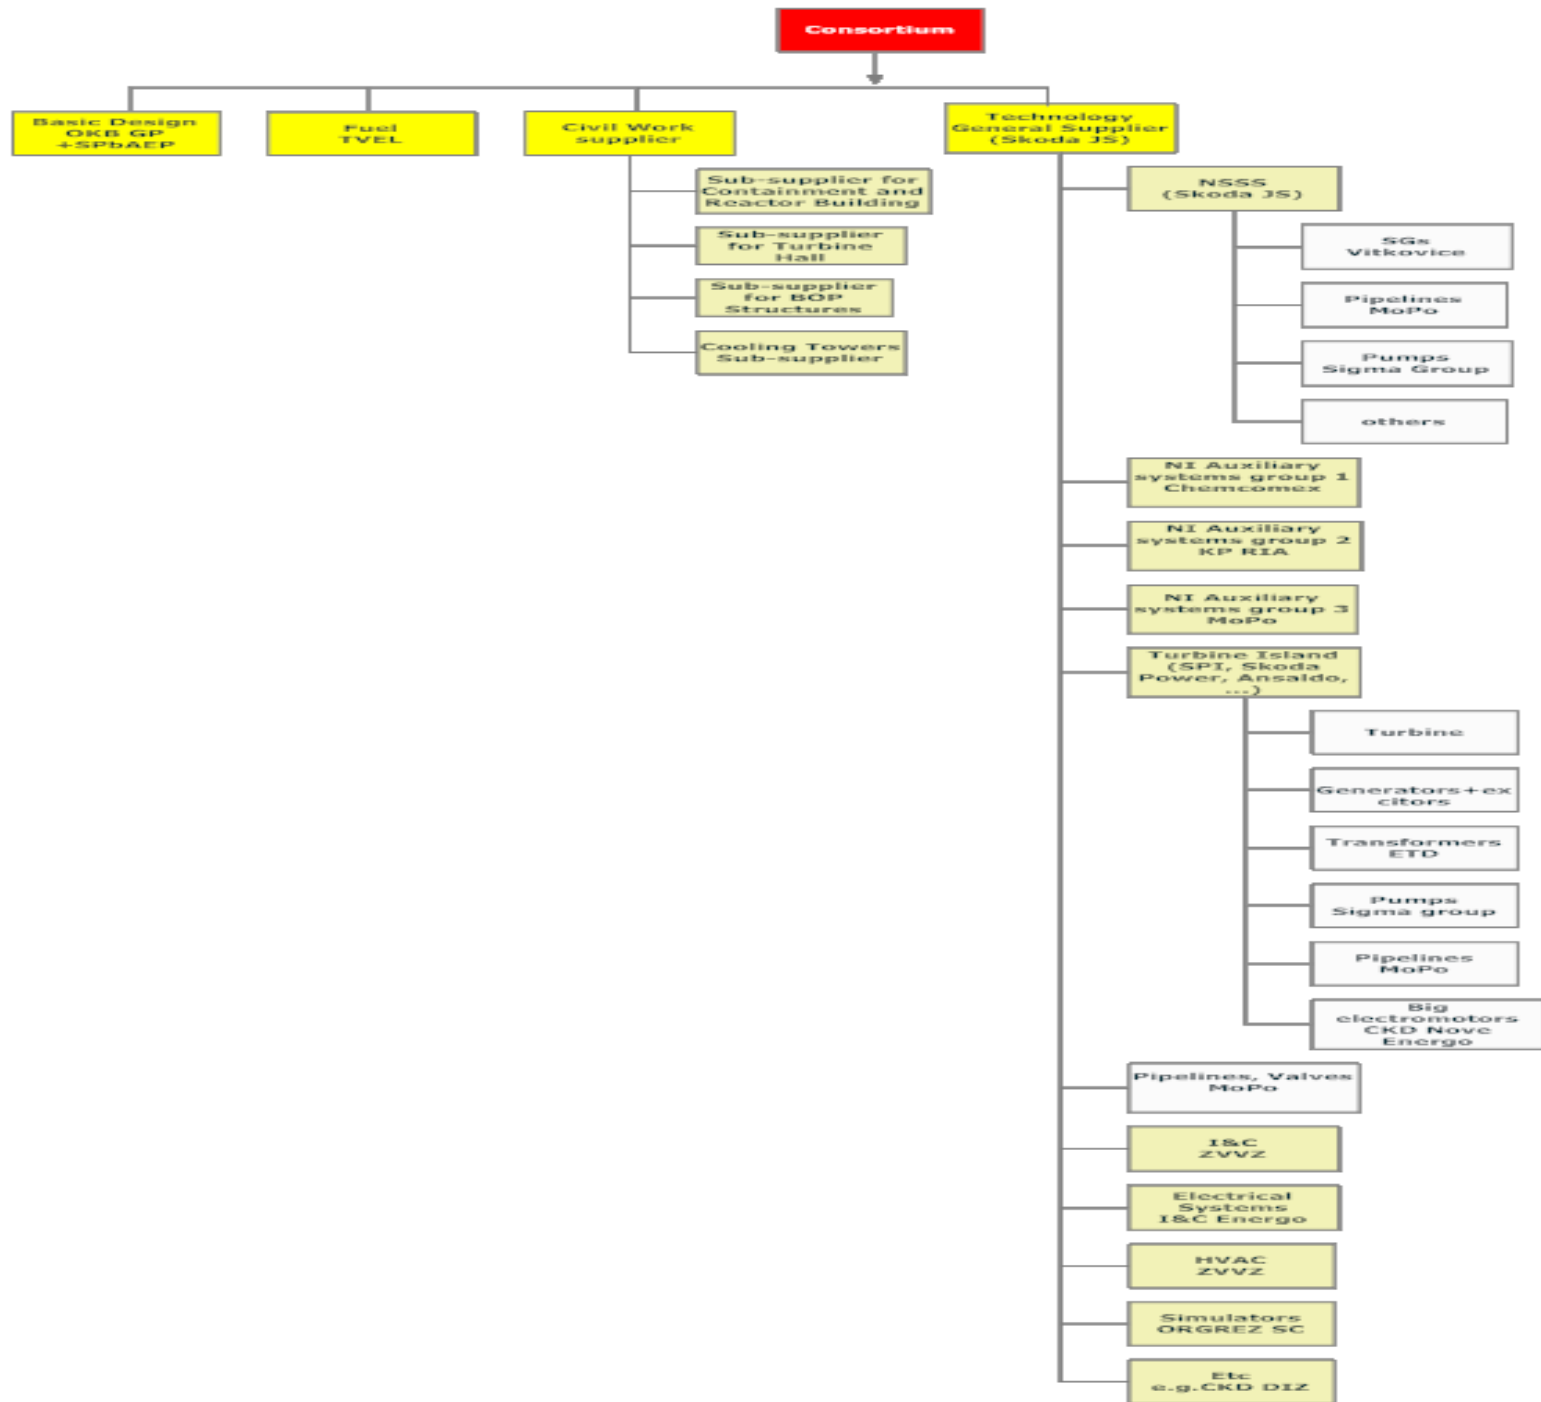 Consortium
Basic Design
OKB GP
+SPbAEP
Fuel
TVEL
Civil Work
supplier
Technology
General Supplier
(Skoda JS)
Sub-supplier for
Containment and
Reactor Building
Sub-supplier
for Turbine
Hall
Sub-supplier
for BOP
Structures
Cooling Towers
Sub-supplier
NSSS
(Skoda JS)
SGs
Vitkovice
Pipelines
MoPo
Pumps
Sigma Group
others
NI Auxiliary
systems group 1
Chemcomex
NI Auxiliary
systems group 2
KP RIA
NI Auxiliary
systems group 3
MoPo
Turbine Island
(SPI, Skoda
Power, Ansaldo,
...)
Turbine
Generators+ex
citors
Transformers
ETD
Pumps
Sigma group
Pipelines
MoPo
Big
electromotors
CKD Nove
Energo
Pipelines, Valves
MoPo
I&C
ZVVZ
Electrical
Systems
I&C Energo
HVAC
ZVVZ
Simulators
ORGREZ SC
Etc
e.g.CKD DIZ